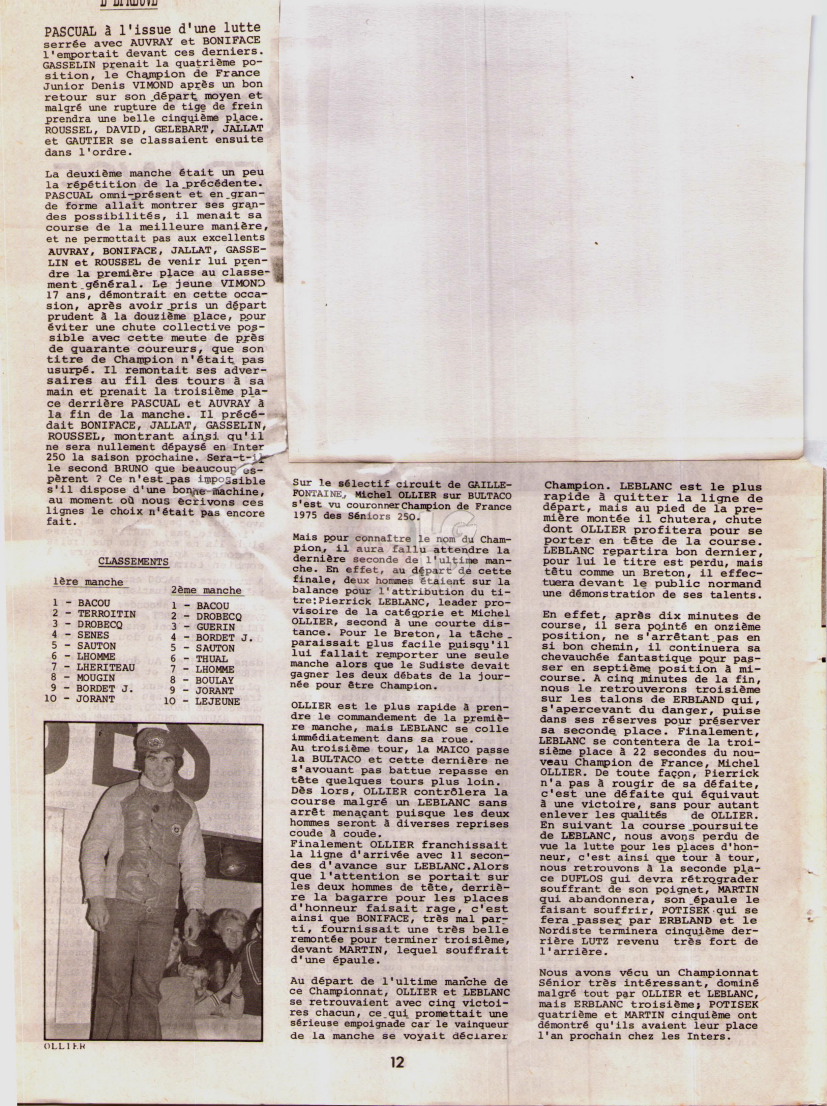 L'EPREUVE
PASCUAL à l'issue d'une lutte
serrée avec AUVRAY et BONIFACE
l'emportait devant ces derniers.
GASSELIN prenait la quatrième po-
sition, le Champion de France
Junior Denis VIMOND après un bon
retour sur son départ moyen et
malgré une rupture de tige de frein
prendra une belle cinquième place.
ROUSSEL, DAVID, GELEBART, JALLAT
et GAUTIER se classaient ensuite
dans l'ordre.
La deuxième manche était un peu
la répétition de la précédente.
PASCUAL omni-présent et en gran-
de forme allait montrer ses gran-
des possibilités, il menait sa
course de la meilleure manière,
et ne permottait pas aux excellents
AUVRAY, BONIFACE, JALLAT, GASSE-
LIN et ROUSSEL de venir lui pren-
dre la première place au classe-
ment général. Le jeune VIMOND
17 ans, démontrait en cette occa-
sion, après avoir pris un départ
prudent à la douzième place, pour
éviter une chute collective pos-
sible avec cette meute de près
de quarante coureurs, que son
titre de Champion n'était pas
usurpé. Il remontait ses adver-
saires au fil des tours à sa
main et prenait la troisième pla-
ce derrière PASCUAL et AUVRAY à
la fin de la manche. Il précé-
dait BONIFACE, JALLAT, GASSELIN,
ROUSSEL, montrant ainsi qu'il
ne sera nullement dépaysé en Inter
250 la saison prochaine. Sera-t-il
le second BRUNO que beaucoup es-
pèrent ? Ce n'est pas impossible
s'il dispose d'une bonne machine,
au moment où nous écrivons ces
lignes le choix n'était pas encore
fait.
CLASSEMENTS
1ère manche
1 - BACOU
2 - TERROITIN
3 - DROBECQ
4 - SENES
5 - SAUTON
6 - LHOMME
7 - LHERITEAU
8 - MOUGIN
9 - BORDET J.
10 - JORANT
2ème manche
1 - BACOU
2 - DROBECQ
3 - GUERIN
4 - BORDET J.
5 - SAUTON
6 - THUAL
7 - LHOMME
8 - BOULAY
9 - JORANT
10 - LEJEUNE
OLLIER
Sur le sélectif circuit de GAILLE-
FONTAINE, Michel OLLIER sur BULTACO
s'est vu couronner Champion de France
1975 des Séniors 250.
Mais pour connaître le nom du Cham-
pion, il aura fallu attendre la
dernière seconde de l'ultime man-
che. En effet, au départ de cette
finale, deux hommes étaient sur la
balance pour l'attribution du ti-
tre:Pierrick LEBLANC, leader pro-
visoire de la catégorie et Michel
OLLIER, second à une courte dis-
tance. Pour le Breton, la tâche
paraissait plus facile puisqu'il
lui fallait remporter une seule
manche alors que le Sudiste devait
gagner les deux débats de la jour-
née pour être Champion.
OLLIER est le plus rapide à pren-
dre le commandement de la premiè-
re manche, mais LEBLANC se colle
immédiatement dans sa roue.
Au troisième tour, la MAICO passe
la BULTACO et cette dernière ne
s'avouant pas battue repasse en
tête quelques tours plus loin.
Dès lors, OLLIER contrôlera la
course malgré un LEBLANC sans
arrêt menaçant puisque les deux
hommes seront à diverses reprises
coude à coude.
Finalement OLLIER franchissait
la ligne d'arrivée avec 11 secon-
des d'avance sur LEBLANC.Alors
que l'attention se portait sur
les deux hommes de tête, derriè-
re la bagarre pour les places
d'honneur faisait rage, c'est
ainsi que BONIFACE, très mal par-
ti, fournissait une très belle
remontée pour terminer troisième,
devant MARTIN, lequel souffrait
d'une épaule.
Au départ de l'ultime manche de
ce Championnat, OLLIER et LEBLANC
se retrouvaient avec cinq victoi-
res chacun, ce qui promettait une
sérieuse empoignade car le vainqueur
de la manche se voyait déclarer
Champion. LEBLANC est le plus
rapide à quitter la ligne de
départ, mais au pied de la pre-
mière montée il chutera, chute
dont OLLIER profitera pour se
porter en tête de la course.
LEBLANC repartira bon dernier,
pour lui le titre est perdu, mais
têtu comme un Breton, il effec-
tuera devant le public normand
une démonstration de ses talents.
En effet, après dix minutes de
course, il sera pointé en onzième
position, ne s'arrêtant pas en
si bon chemin, il continuera sa
chevauchée fantastique pour pas-
ser en septième position à mi-
course. A cinq minutes de la fin,
nous le retrouverons troisième
sur les talons de ERBLAND qui,
s'apercevant du danger, puise
dans ses réserves pour préserver
sa seconde place. Finalement,
LEBLANC se contentera de la troi-
sième place à 22 secondes du nou-
veau Champion de France, Michel
OLLIER. De toute façon, Pierrick
n'a pas à rougir de sa défaite,
c'est une défaite qui équivaut
à une victoire, sans pour autant
enlever les qualités de OLLIER.
En suivant la course poursuite
de LEBLANC, nous avons perdu de
vue la lutte pour les places d'hon-
neur, c'est ainsi que tour à tour,
nous retrouvons à la seconde pla-
ce DUFLOS qui devra rétrograder
souffrant de son poignet, MARTIN
qui abandonnera, son épaule le
faisant souffrir, POTISEK qui se
fera passer par ERBLAND et le
Nordiste terminera cinquième der-
rière LUTZ revenu très fort de
l'arrière.
Nous avons vécu un Championnat
Sénior très intéressant, dominé
malgré tout par OLLIER et LEBLANC,
mais ERBLANC troisième; POTISEK
quatrième et MARTIN cinquième ont
démontré qu'ils avaient leur place
l'an prochain chez les Inters.
12